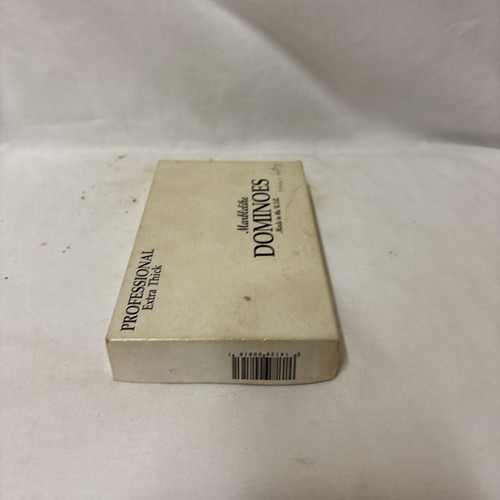 PROFESSIONAL
Extra Thick
Marblelike
DOMINOES
Made in the U.S.A.